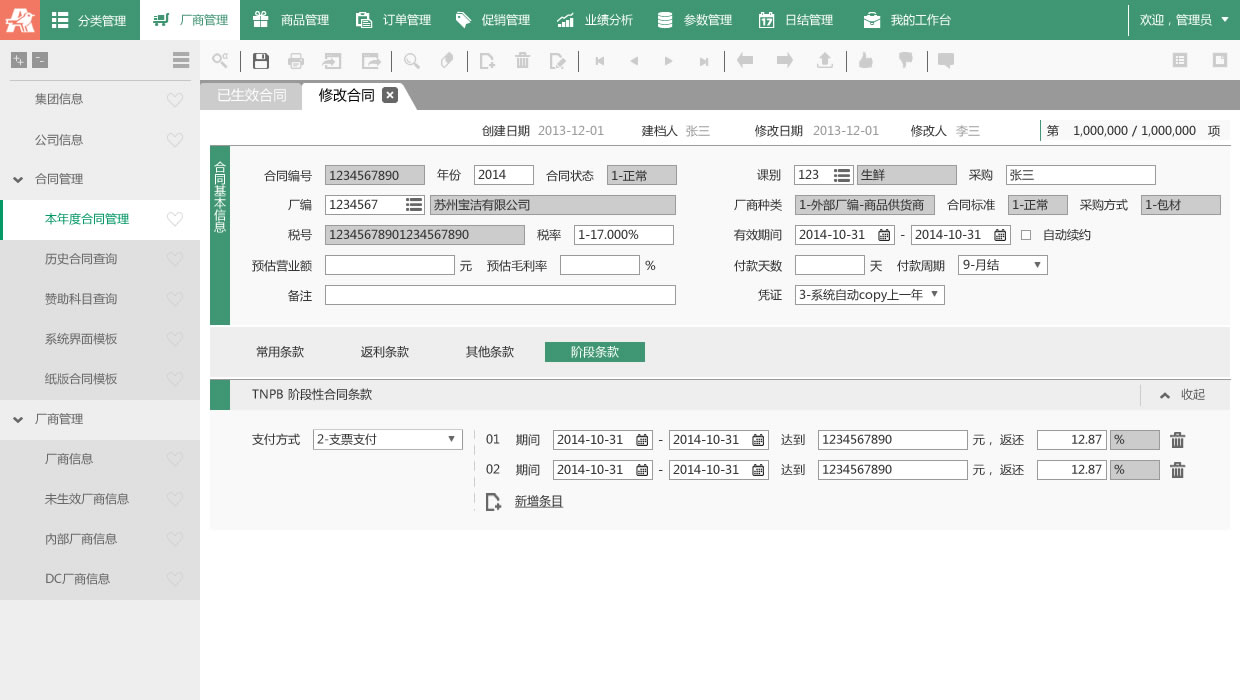 分类管理 厂商管理 商品管理 订单管理 促销管理 业绩分析 参数管理 日结管理 我的工作台 欢迎，管理员
集团信息
公司信息
合同管理
本年度合同管理
历史合同查询
赞助科目查询
系统界面模板
纸版合同模板
厂商管理
厂商信息
未生效厂商信息
内部厂商信息
DC厂商信息
已生效合同 修改合同
创建日期 2013-12-01 建档人 张三 修改日期 2013-12-01 修改人 李三 第 1,000,000 / 1,000,000 项
合同基本信息
合同编号 1234567890 年份 2014 合同状态 1-正常 课别 123 生鲜 采购 张三
厂编 1234567 苏州宝洁有限公司 厂商种类 1-外部厂编-商品供货商 合同标准 1-正常 采购方式 1-包材
税号 12345678901234567890 税率 1-17.000% 有效期间 2014-10-31 - 2014-10-31 自动续约
预估营业额 元 预估毛利率 % 付款天数 天 付款周期 9-月结
备注 凭证 3-系统自动copy上一年
常用条款 返利条款 其他条款 阶段条款
TNPB 阶段性合同条款 收起
支付方式 2-支票支付 01 期间 2014-10-31 - 2014-10-31 达到 1234567890 元，返还 12.87 %
02 期间 2014-10-31 - 2014-10-31 达到 1234567890 元，返还 12.87 %
新增条目